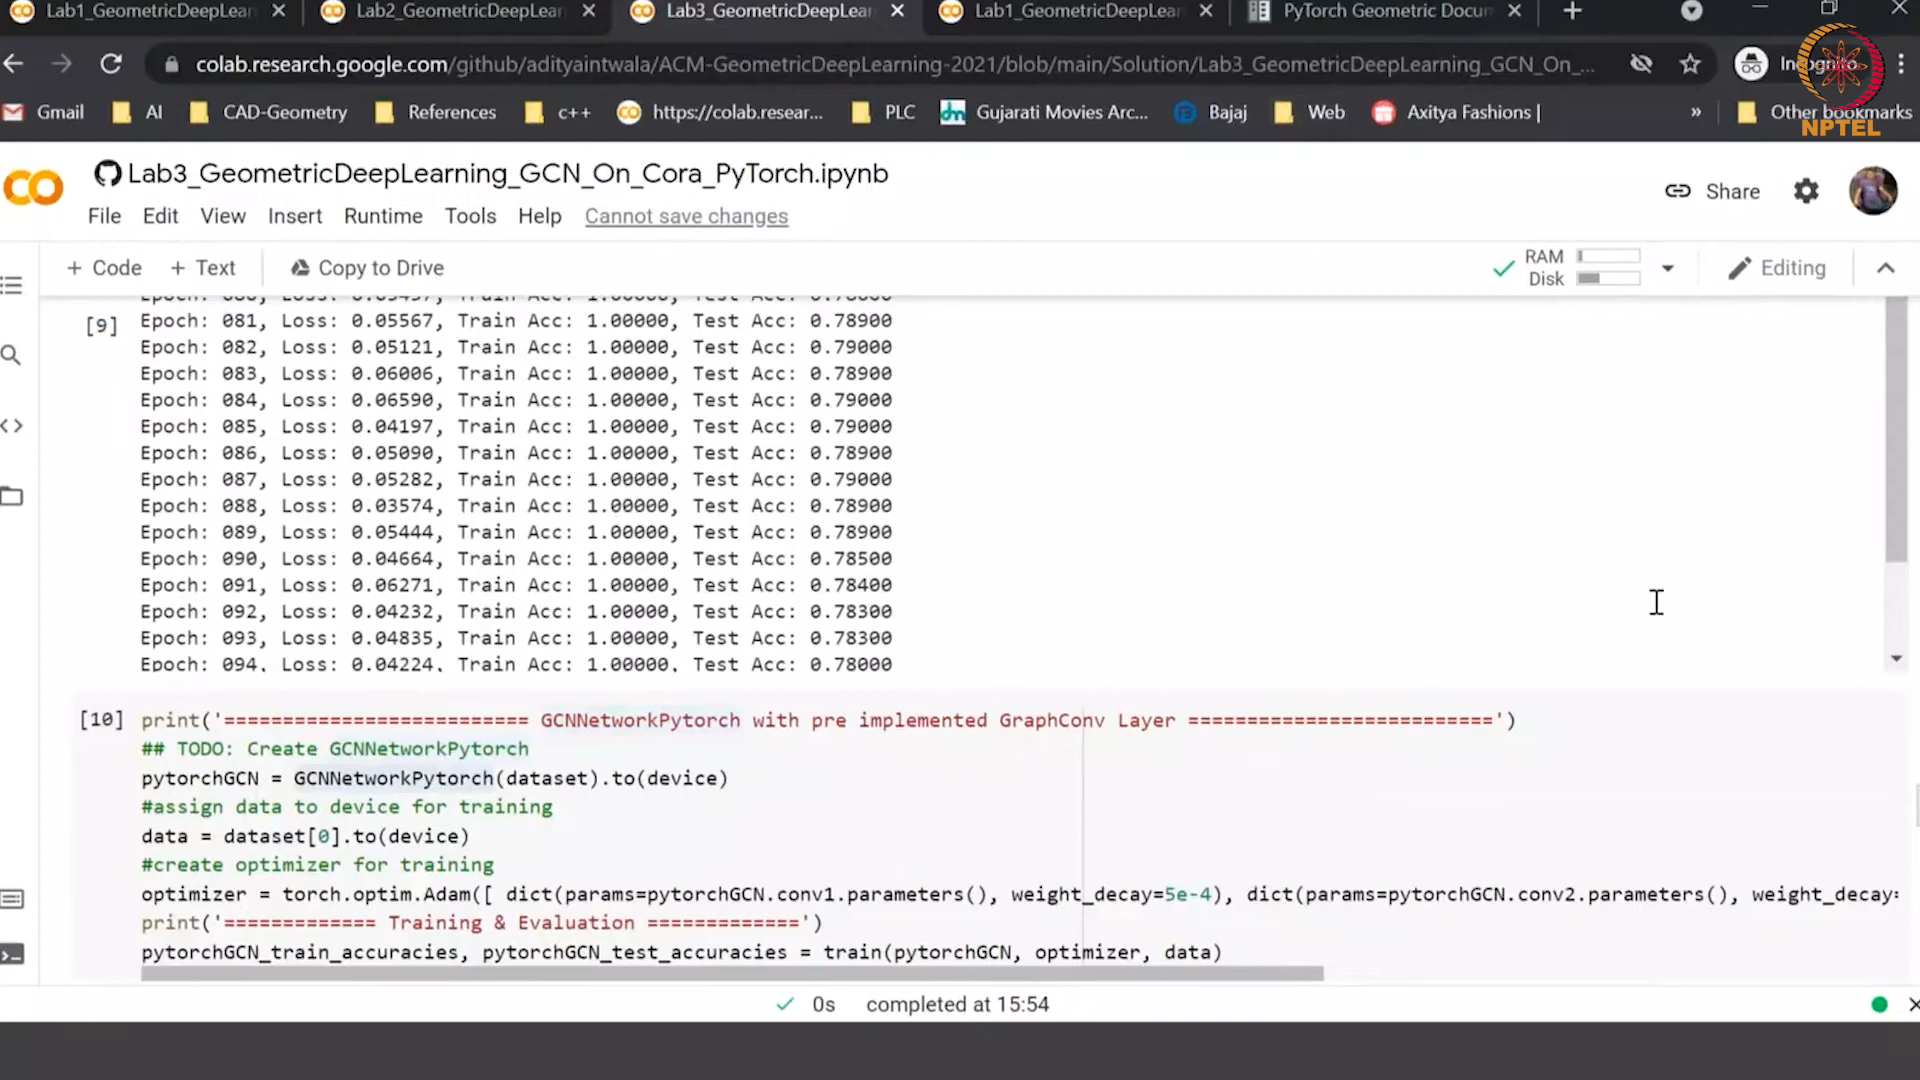 Lab1_GeometricDeepLear
Lab2_GeometricDeepLear
Lab3_GeometricDeepLear
Lab1_GeometricDeepLear
PyTorch Geometric Docu
colab.research.google.com/github/adityaintwala/ACM-GeometricDeepLearning-2021/blob/main/Solution/Lab3_GeometricDeepLearning_GCN_On_...
NPTEL
Gmail
AI
CAD-Geometry
References
c++
https://colab.resear...
PLC
Gujarati Movies Arc...
Bajaj
Web
Axitya Fashions |
»
Other bookmarks
Lab3_GeometricDeepLearning_GCN_On_Cora_PyTorch.ipynb
Share
File Edit View Insert Runtime Tools Help Cannot save changes
+ Code + Text Copy to Drive
RAM
Disk
Editing
[9]
Epoch: 081, Loss: 0.05567, Train Acc: 1.00000, Test Acc: 0.78900
Epoch: 082, Loss: 0.05121, Train Acc: 1.00000, Test Acc: 0.79000
Epoch: 083, Loss: 0.06006, Train Acc: 1.00000, Test Acc: 0.78900
Epoch: 084, Loss: 0.06590, Train Acc: 1.00000, Test Acc: 0.79000
Epoch: 085, Loss: 0.04197, Train Acc: 1.00000, Test Acc: 0.78900
Epoch: 086, Loss: 0.05090, Train Acc: 1.00000, Test Acc: 0.78900
Epoch: 087, Loss: 0.05282, Train Acc: 1.00000, Test Acc: 0.79000
Epoch: 088, Loss: 0.03574, Train Acc: 1.00000, Test Acc: 0.78900
Epoch: 089, Loss: 0.05444, Train Acc: 1.00000, Test Acc: 0.78900
Epoch: 090, Loss: 0.04664, Train Acc: 1.00000, Test Acc: 0.78500
Epoch: 091, Loss: 0.06271, Train Acc: 1.00000, Test Acc: 0.78400
Epoch: 092, Loss: 0.04232, Train Acc: 1.00000, Test Acc: 0.78300
Epoch: 093, Loss: 0.04835, Train Acc: 1.00000, Test Acc: 0.78300
Epoch: 094, Loss: 0.04224, Train Acc: 1.00000, Test Acc: 0.78000
[10] print('========================== GCNNetworkPytorch with pre implemented GraphConv Layer ==========================')
## TODO: Create GCNNetworkPytorch
pytorchGCN = GCNNetworkPytorch(dataset).to(device)
#assign data to device for training
data = dataset[0].to(device)
#create optimizer for training
optimizer = torch.optim.Adam([ dict(params=pytorchGCN.conv1.parameters(), weight_decay=5e-4), dict(params=pytorchGCN.conv2.parameters(), weight_decay=
print('============= Training & Evaluation =============')
pytorchGCN_train_accuracies, pytorchGCN_test_accuracies = train(pytorchGCN, optimizer, data)
0s completed at 15:54